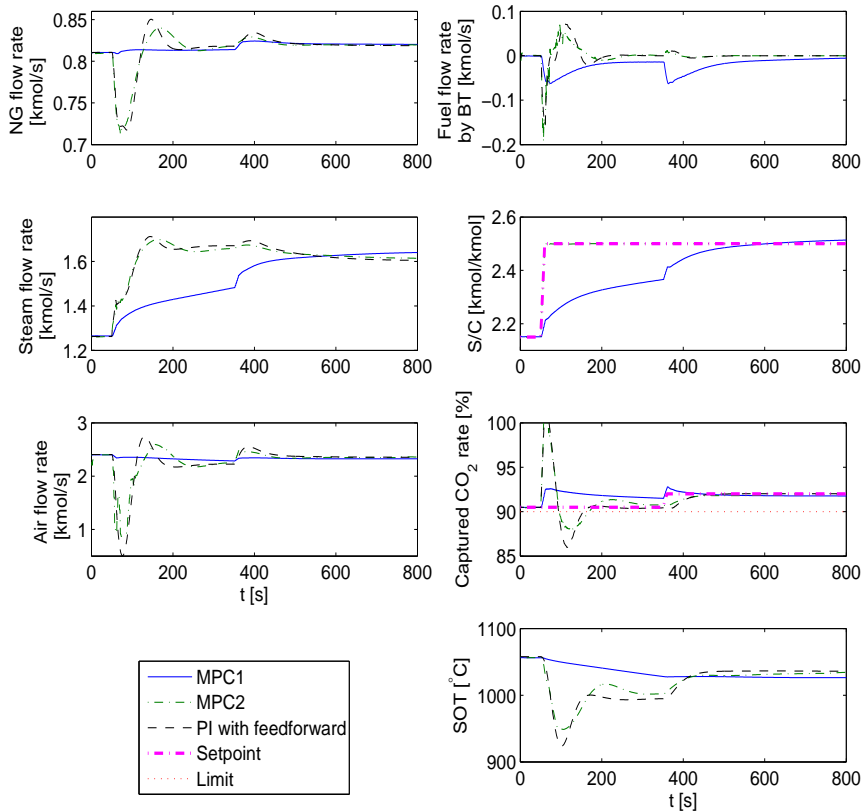 NG flow rate
[kmol/s]
0.85
0.8
0.75
0.7
0 200 400 600 800
Fuel flow rate
by BT [kmol/s]
0.1
0
−0.1
−0.2
0 200 400 600 800
Steam flow rate
[kmol/s]
1.6
1.4
1.2
0 200 400 600 800
S/C [kmol/kmol]
2.6
2.4
2.2
0 200 400 600 800
Air flow rate
[kmol/s]
3
2
1
0 200 400 600 800
t [s]
Captured CO2 rate [%]
100
95
90
85
0 200 400 600 800
SOT [°C]
1100
1000
900
0 200 400 600 800
t [s]
MPC1
MPC2
PI with feedforward
Setpoint
Limit